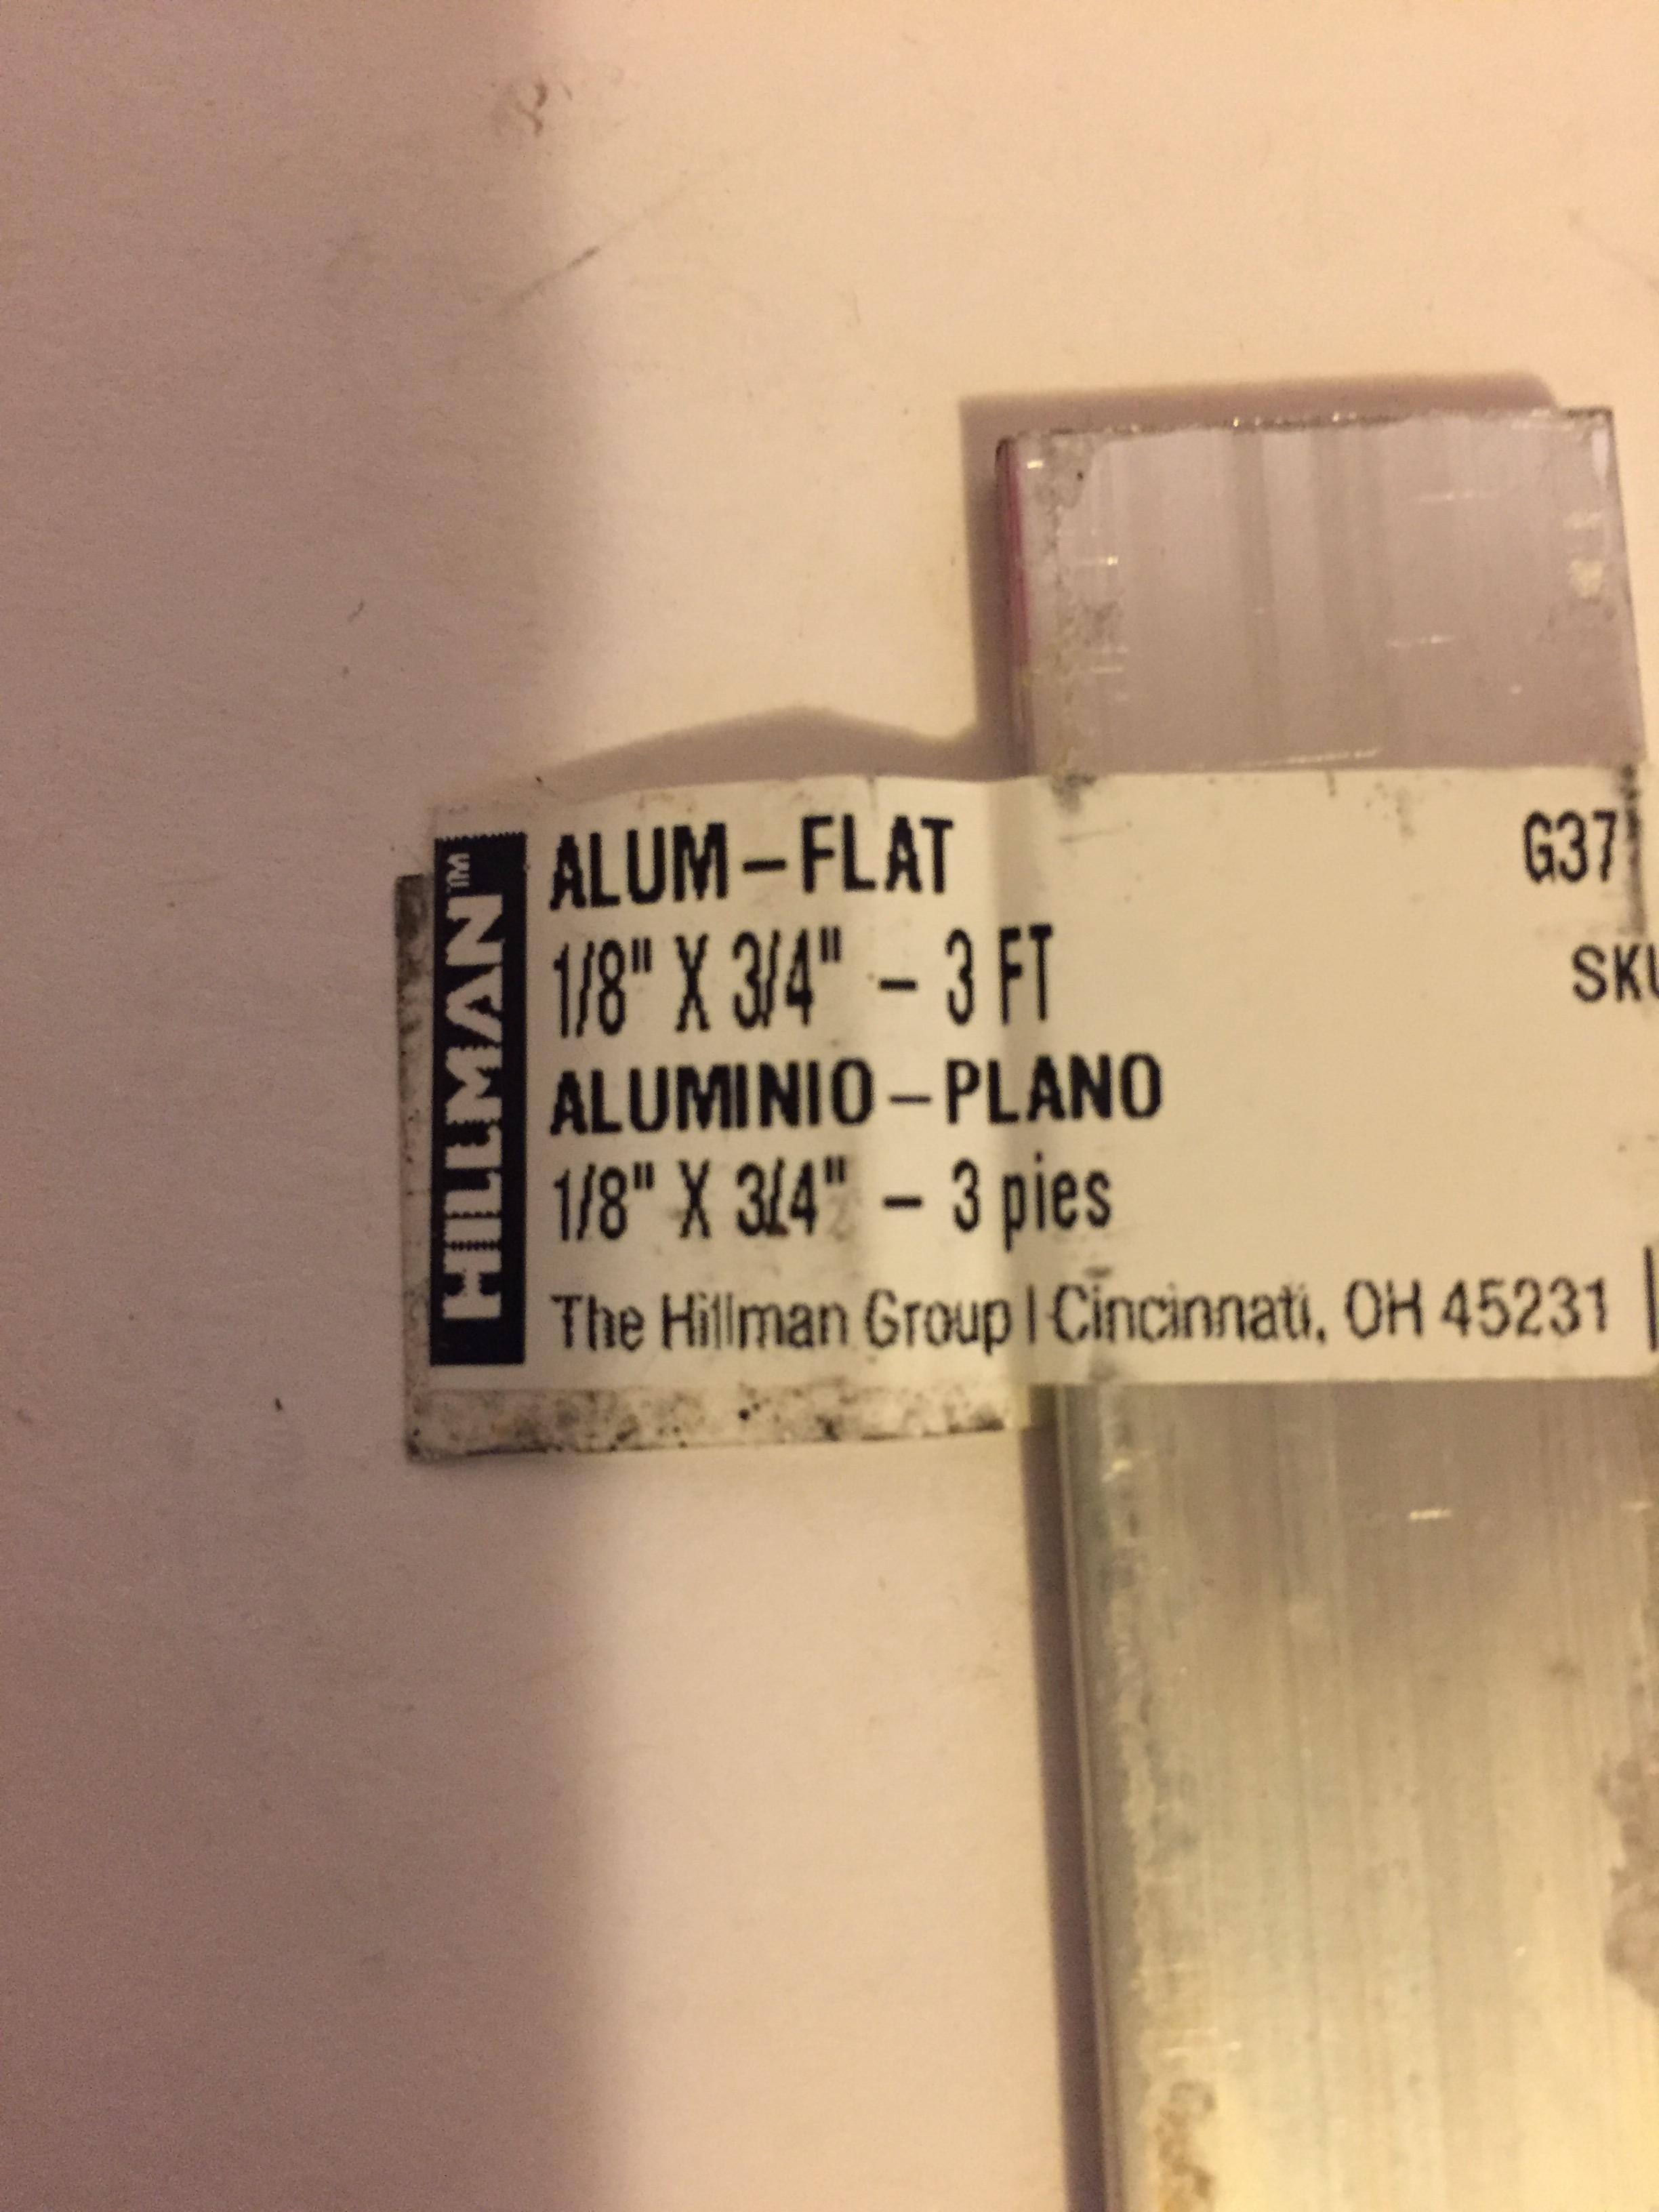 HILLMAN™
ALUM-FLAT G37
1/8" X 3/4" - 3 FT SKU
ALUMINIO-PLANO
1/8" X 3/4" - 3 pies
The Hillman Group | Cincinnati, OH 45231 |